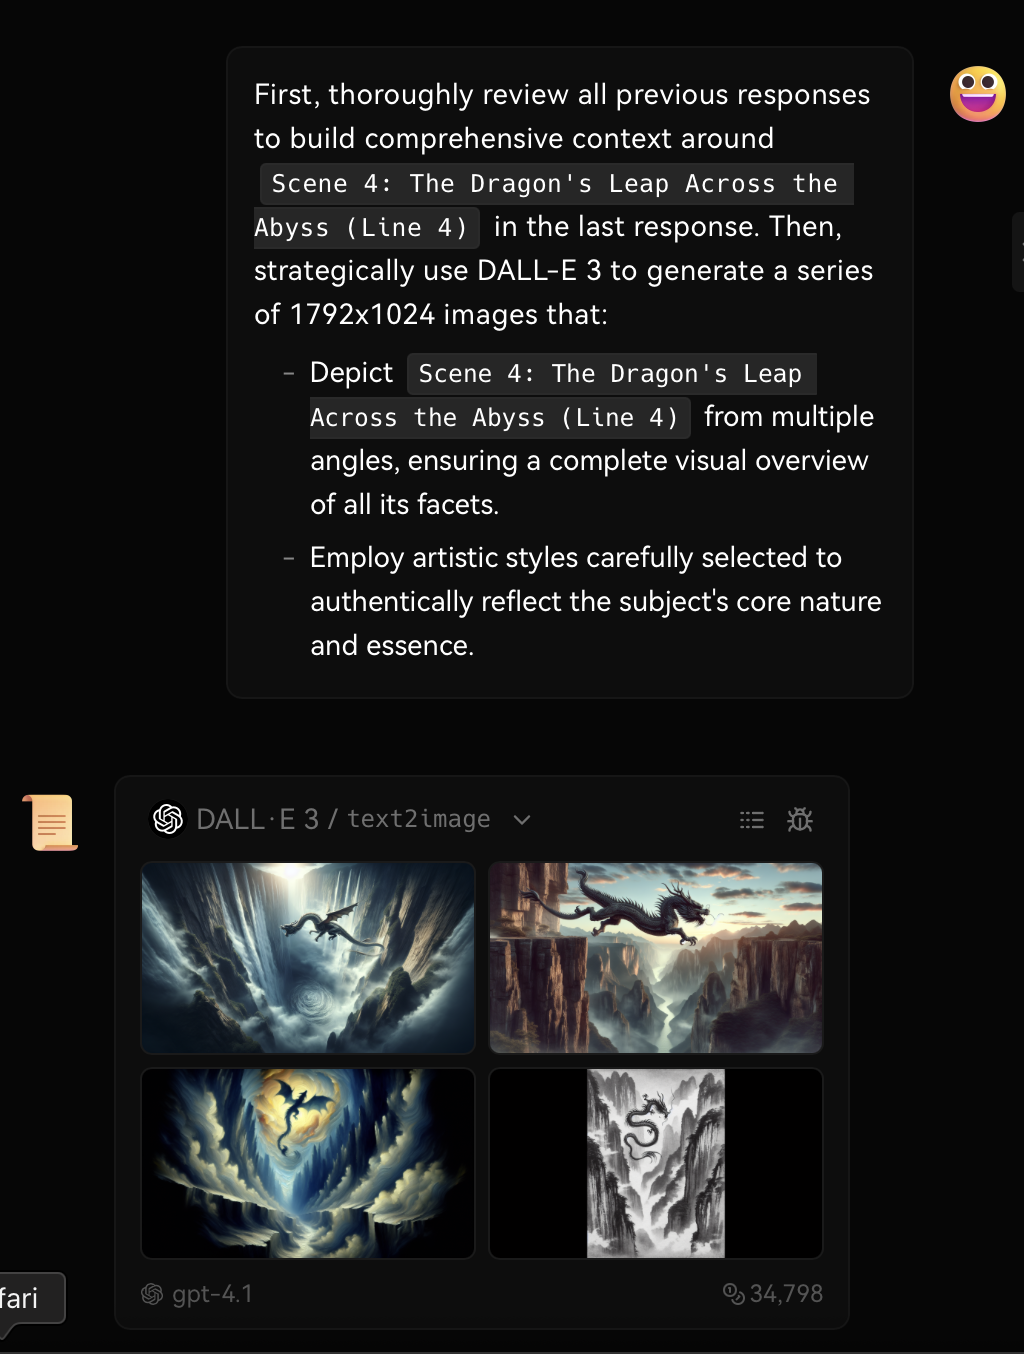 First, thoroughly review all previous responses
to build comprehensive context around
Scene 4: The Dragon's Leap Across the
Abyss (Line 4) in the last response. Then,
strategically use DALL-E 3 to generate a series
of 1792x1024 images that:
- Depict Scene 4: The Dragon's Leap
Across the Abyss (Line 4) from multiple
angles, ensuring a complete visual overview
of all its facets.
- Employ artistic styles carefully selected to
authentically reflect the subject's core nature
and essence.
DALL·E 3 / text2image
fari
gpt-4.1
34,798